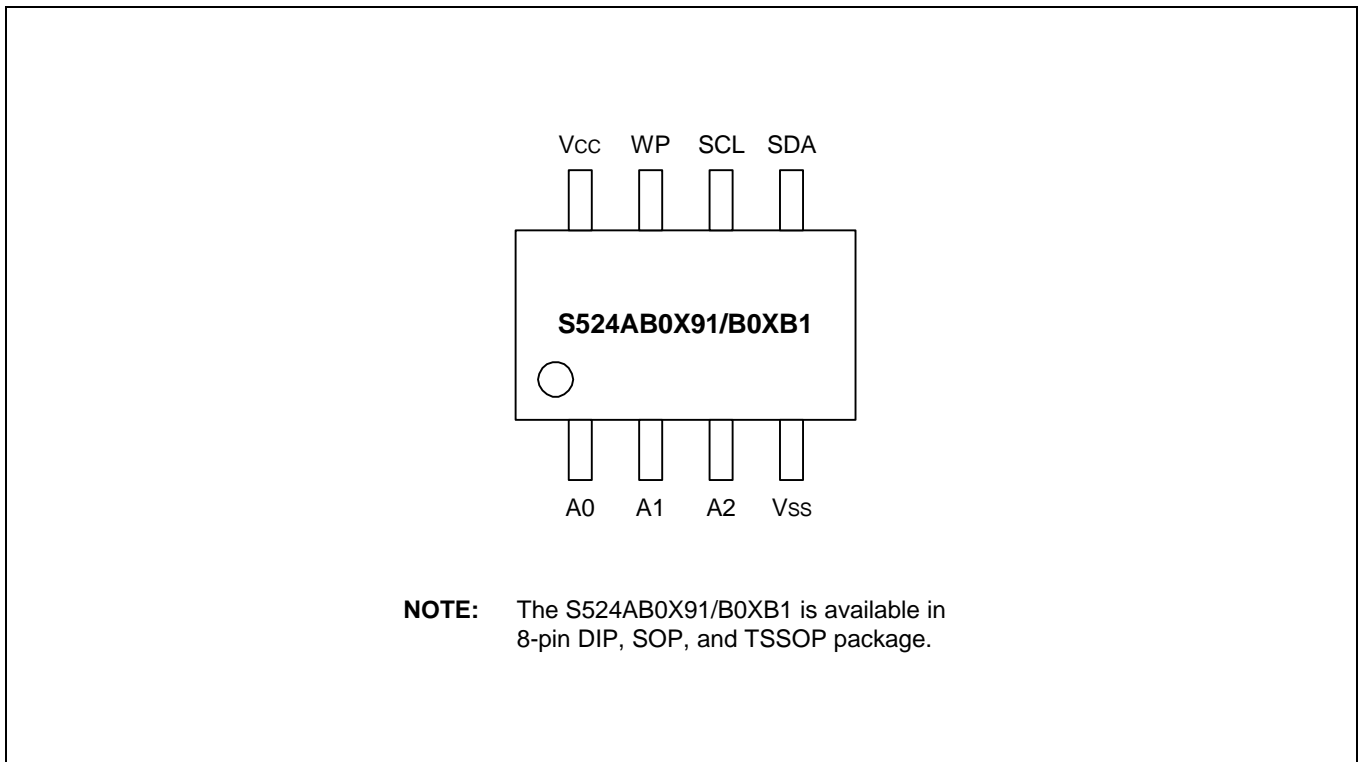 Vcc WP SCL SDA
S524AB0X91/B0XB1
A0 A1 A2 Vss
NOTE: The S524AB0X91/B0XB1 is available in
8-pin DIP, SOP, and TSSOP package.